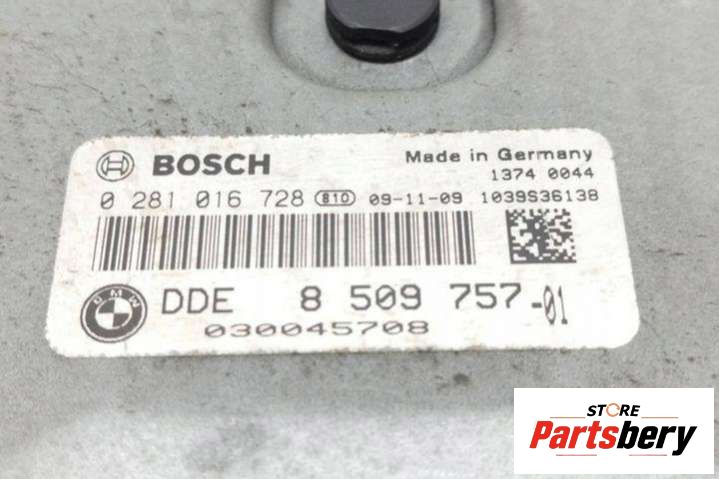 BOSCH
Made in Germany
1374 0044
0 281 016 728 810 09-11-09 1039S36138
BMW DDE 8 509 757-01
030045708
STORE
Partsbery